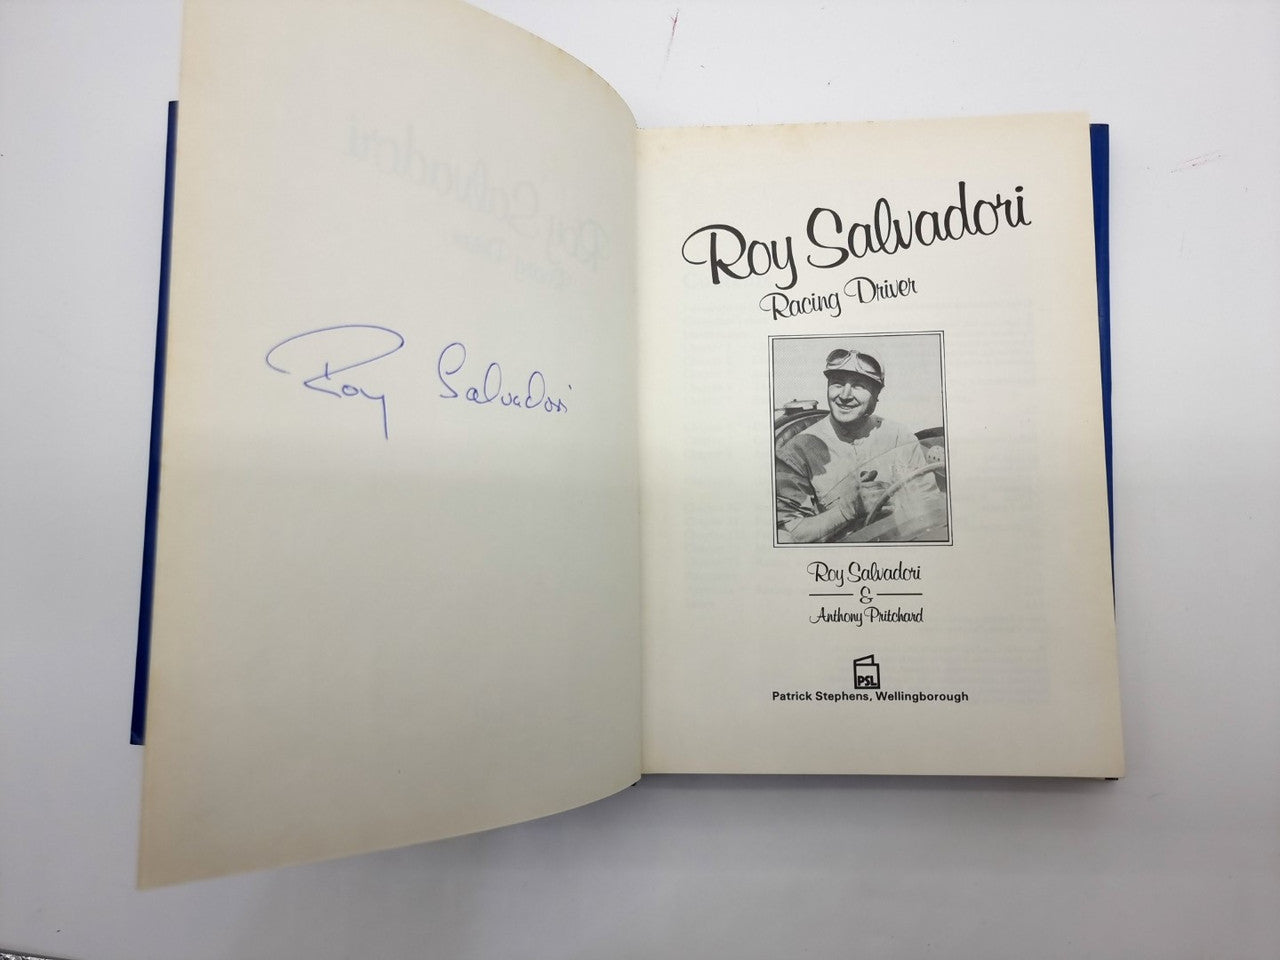 Roy Salvadori
Roy Salvadori
Racing Driver
Roy Salvadori
&
Anthony Pritchard
PSL
Patrick Stephens, Wellingborough